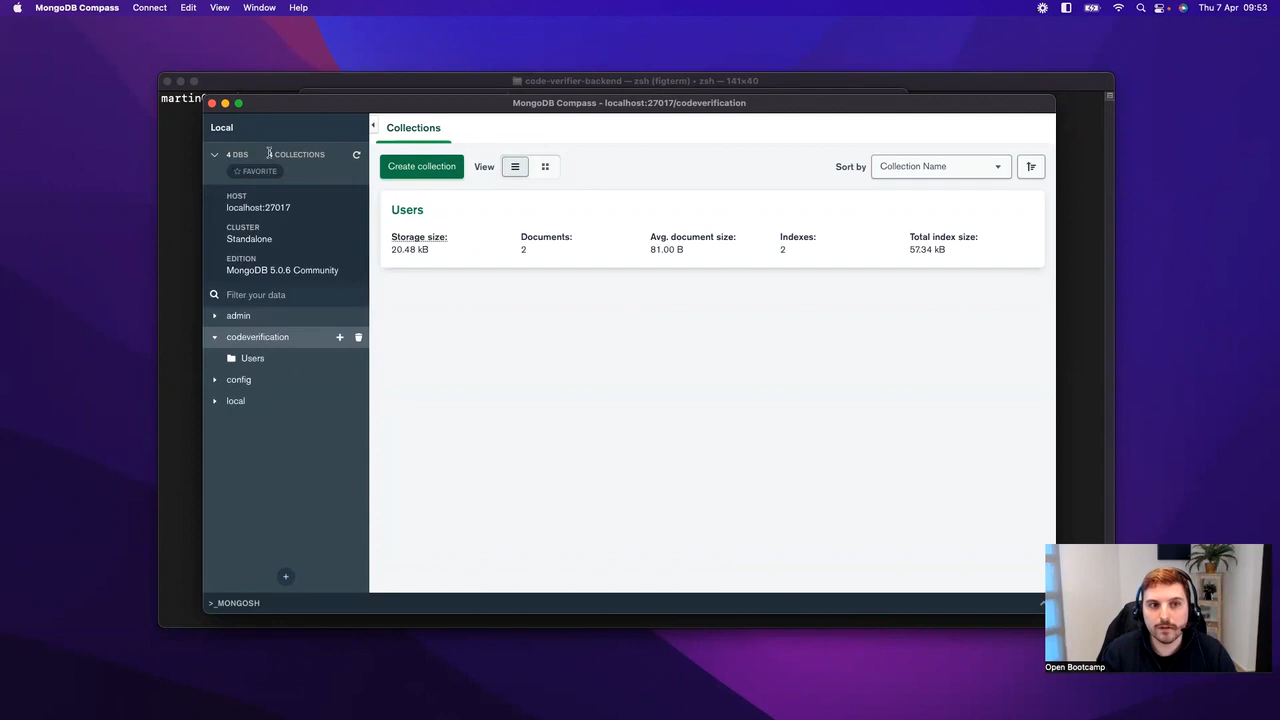 MongoDB Compass Connect Edit View Window Help
Thu 7 Apr 09:53
code-verifier-backend — zsh (figterm) • zsh — 141×40
MongoDB Compass - localhost:27017/codeverification
Local
4 DBS
COLLECTIONS
FAVORITE
HOST
localhost:27017
CLUSTER
Standalone
EDITION
MongoDB 5.0.6 Community
Filter your data
admin
codeverification
Users
config
local
>_MONGOSH
Collections
Create collection
View
Sort by
Collection Name
Users
Storage size: Documents: Avg. document size: Indexes: Total index size:
20.48 kB 2 81.00 B 2 57.34 kB
Open Bootcamp